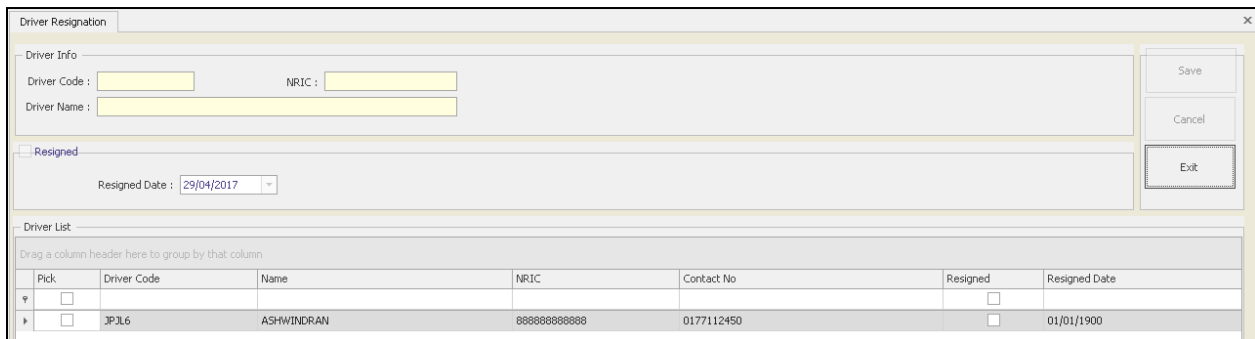 Driver Resignation
Driver Info
Driver Code : NRIC :
Driver Name :
Save
Cancel
Exit
Resigned
Resigned Date : 29/04/2017
Driver List
Drag a column header here to group by that column
Pick Driver Code Name NRIC Contact No Resigned Resigned Date
JPJL6 ASHWINDRAN 888888888888 0177112450 01/01/1900